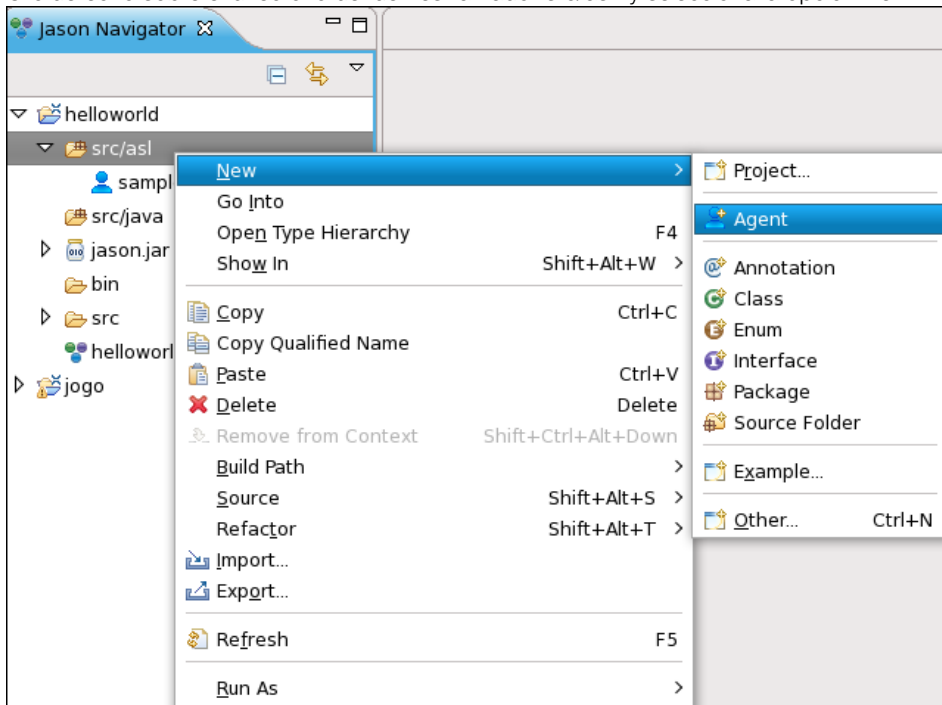 Jason Navigator
helloworld
src/asl
sampl
src/java
jason.jar
bin
src
helloworl
jogo
New
Go Into
Open Type Hierarchy F4
Show In Shift+Alt+W
Copy Ctrl+C
Copy Qualified Name
Paste Ctrl+V
Delete Delete
Remove from Context Shift+Ctrl+Alt+Down
Build Path
Source Shift+Alt+S
Refactor Shift+Alt+T
Import...
Export...
Refresh F5
Run As
Project...
Agent
Annotation
Class
Enum
Interface
Package
Source Folder
Example...
Other... Ctrl+N